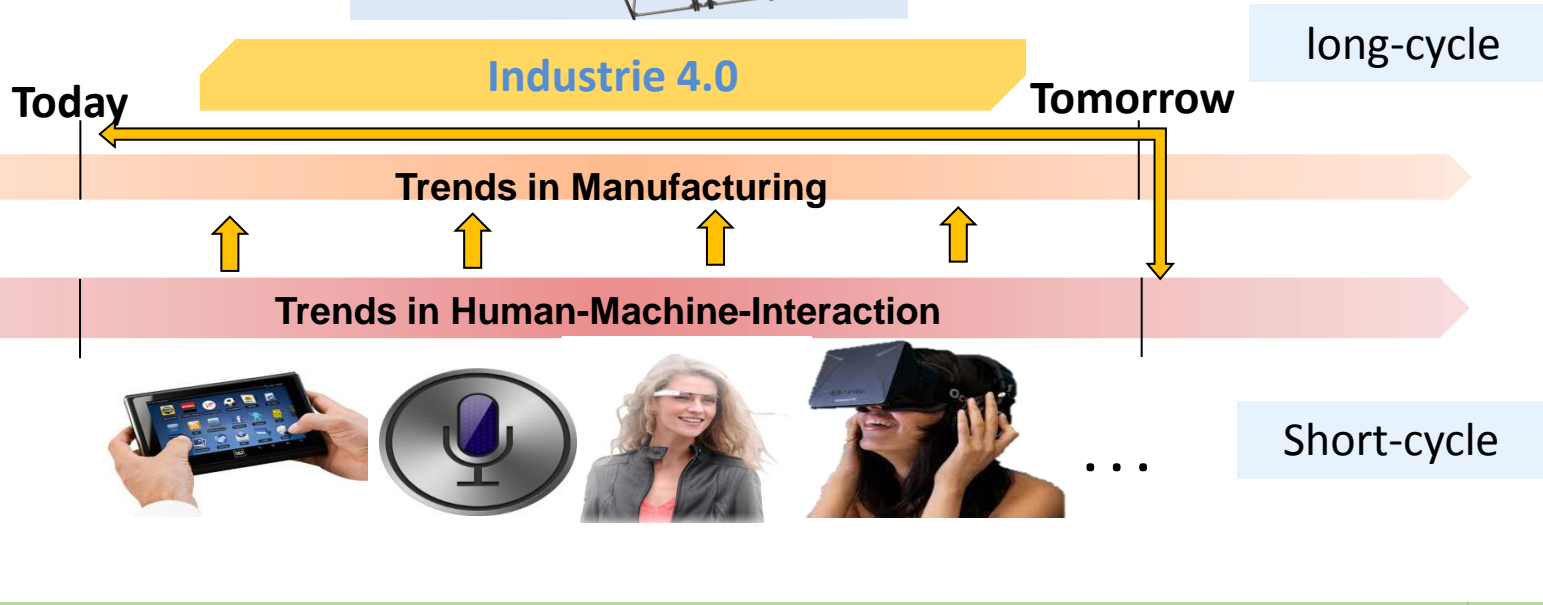 long-cycle
Industrie 4.0
Today
Tomorrow
Trends in Manufacturing
Trends in Human-Machine-Interaction
. . .
Short-cycle